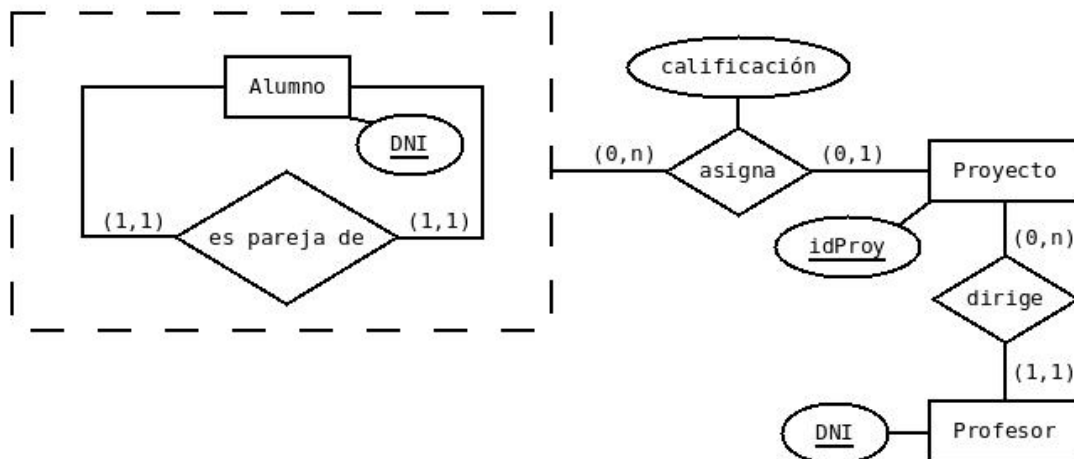 calificación
Alumno
DNI
(0,n)
asigna
(0,1)
Proyecto
(1,1)
es pareja de
(1,1)
idProy
(0,n)
dirige
(1,1)
DNI
Profesor